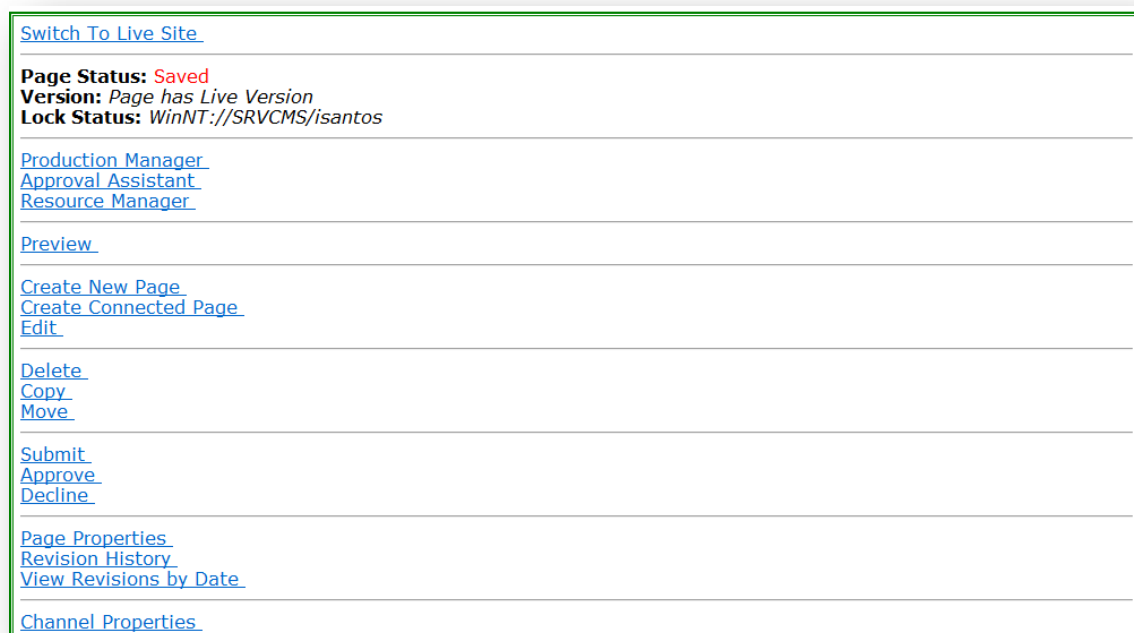 Switch To Live Site
Page Status: Saved
Version: Page has Live Version
Lock Status: WinNT://SRVCMS/isantos
Production Manager
Approval Assistant
Resource Manager
Preview
Create New Page
Create Connected Page
Edit
Delete
Copy
Move
Submit
Approve
Decline
Page Properties
Revision History
View Revisions by Date
Channel Properties